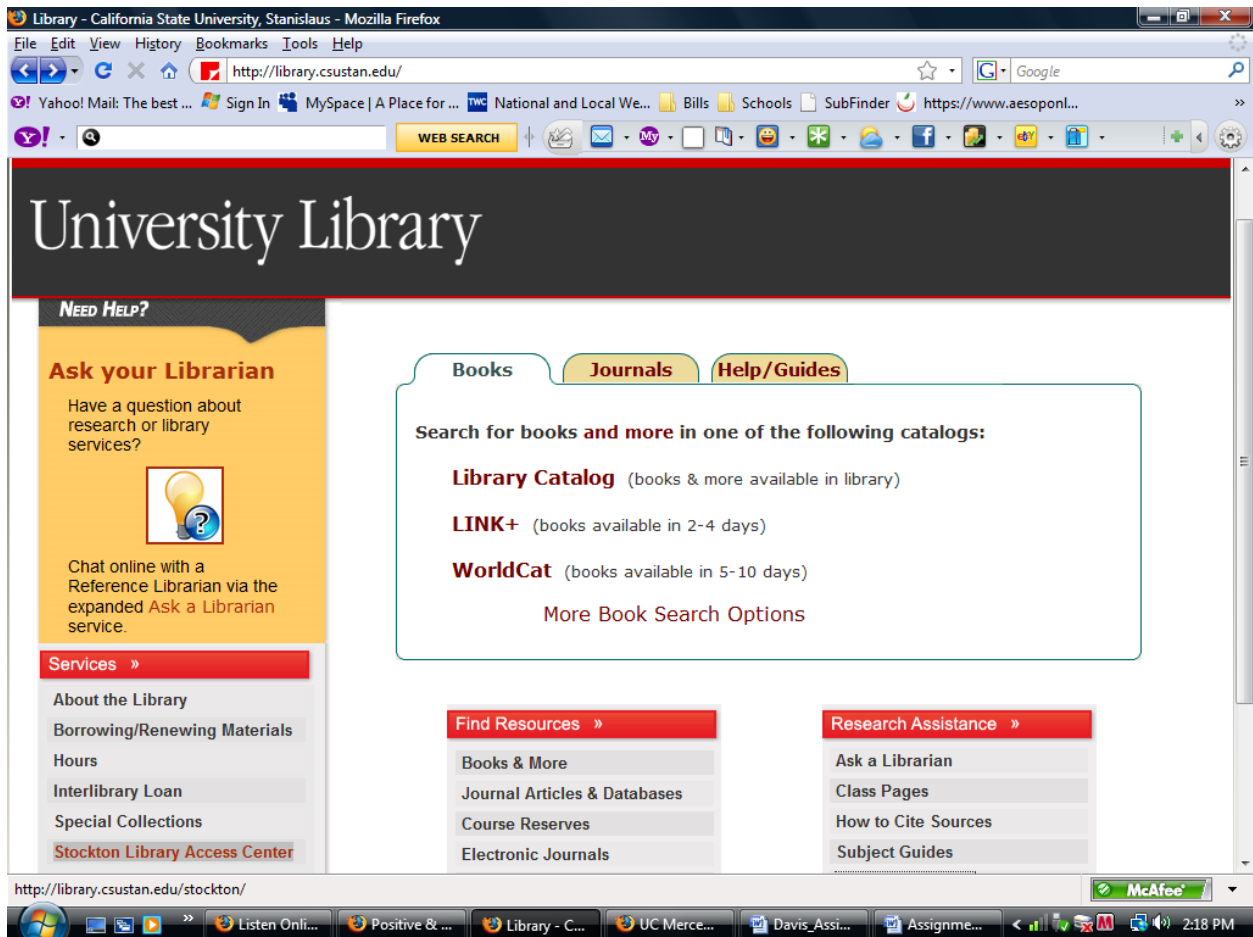 Library - California State University, Stanislaus - Mozilla Firefox
File Edit View History Bookmarks Tools Help
http://library.csustan.edu/
G Google
Yahoo! Mail: The best ... Sign In MySpace | A Place for ... TWC National and Local We... Bills Schools SubFinder https://www.aesoponl... »
Y! WEB SEARCH My f ebY
University Library
NEED HELP?
Ask your Librarian
Have a question about
research or library
services?
Chat online with a
Reference Librarian via the
expanded Ask a Librarian
service.
Services »
About the Library
Borrowing/Renewing Materials
Hours
Interlibrary Loan
Special Collections
Stockton Library Access Center
Books Journals Help/Guides
Search for books and more in one of the following catalogs:
Library Catalog (books & more available in library)
LINK+ (books available in 2-4 days)
WorldCat (books available in 5-10 days)
More Book Search Options
Find Resources »
Books & More
Journal Articles & Databases
Course Reserves
Electronic Journals
Research Assistance »
Ask a Librarian
Class Pages
How to Cite Sources
Subject Guides
http://library.csustan.edu/stockton/
McAfee
» Listen Onli... Positive & ... Library - C... UC Merce... Davis_Assi... Assignme... < 2:18 PM